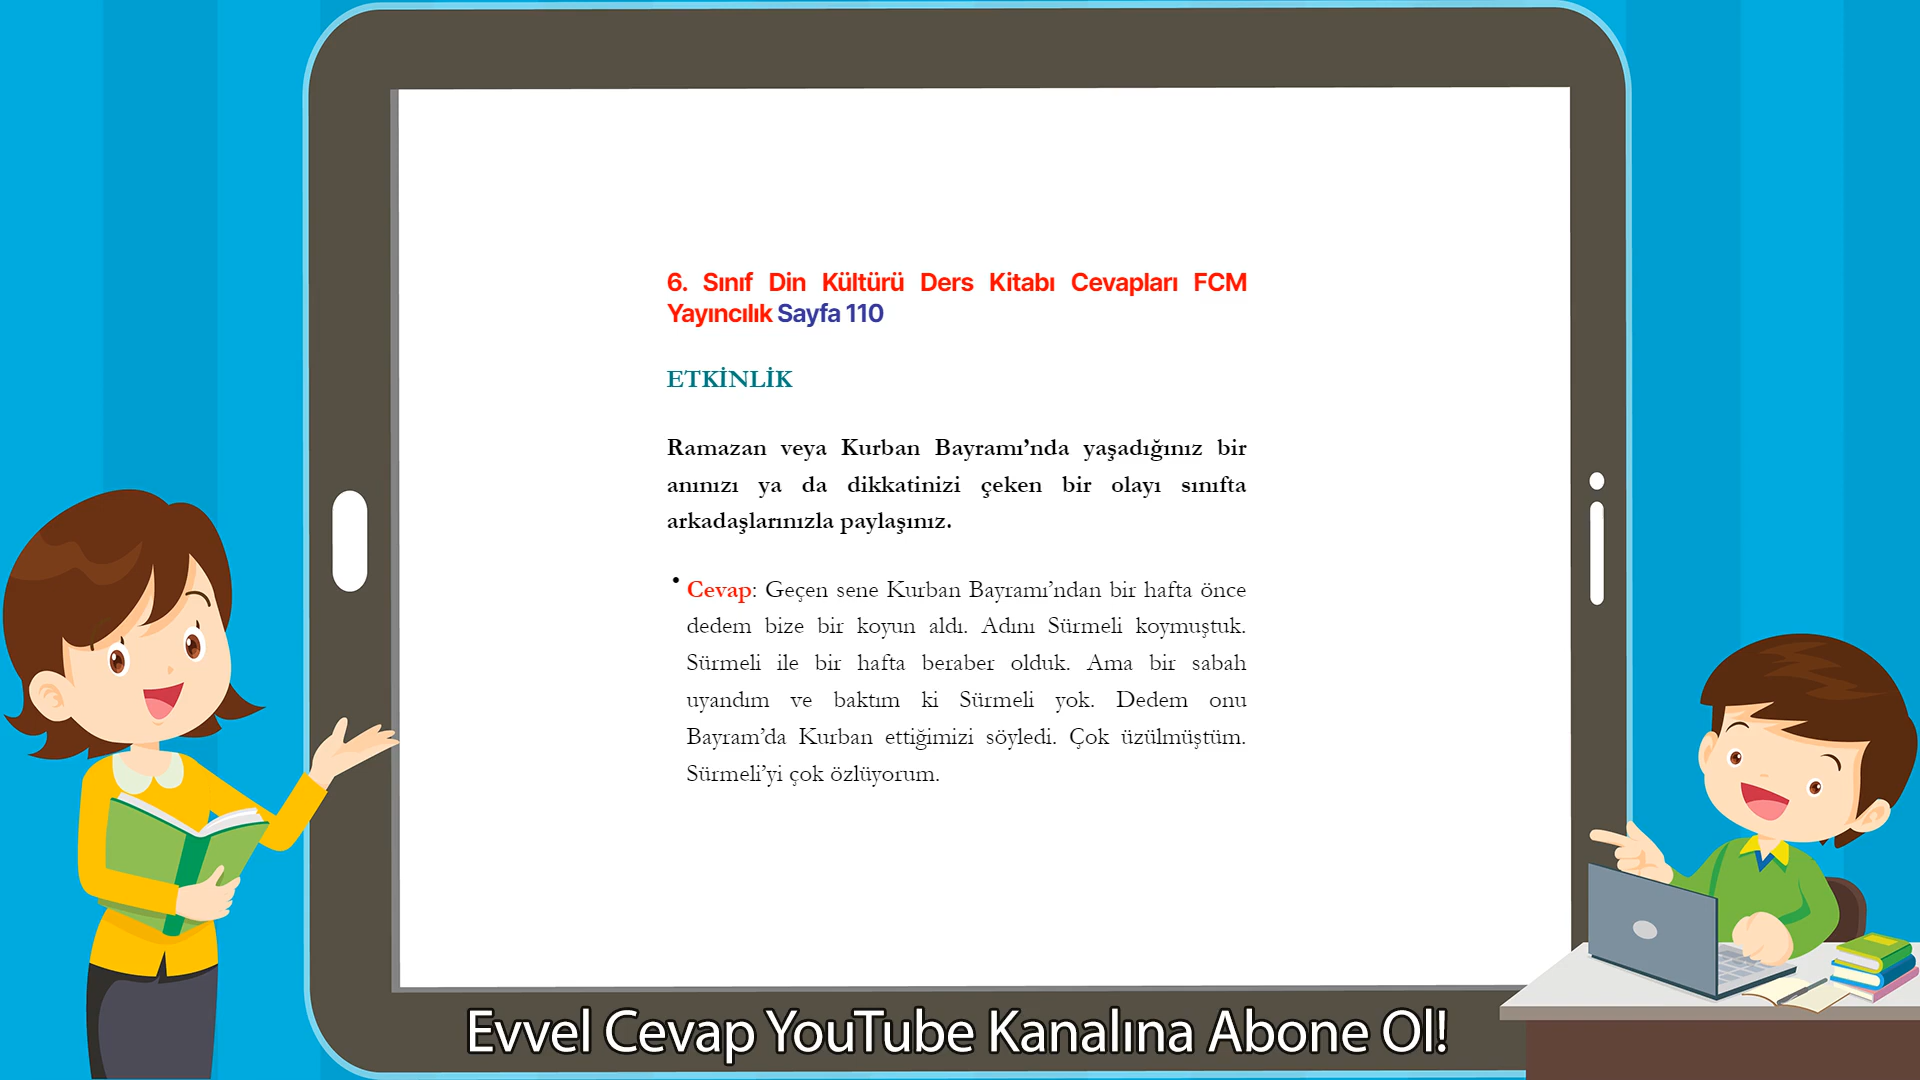 6. Sınıf Din Kültürü Ders Kitabı Cevapları FCM
Yayıncılık Sayfa 110
ETKİNLİK
Ramazan veya Kurban Bayramı’nda yaşadığınız bir
anınızı ya da dikkatinizi çeken bir olayı sınıfta
arkadaşlarınızla paylaşınız.
• Cevap: Geçen sene Kurban Bayramı’ndan bir hafta önce
dedem bize bir koyun aldı. Adını Sürmeli koymuştuk.
Sürmeli ile bir hafta beraber olduk. Ama bir sabah
uyandım ve baktım ki Sürmeli yok. Dedem onu
Bayram’da Kurban ettiğimizi söyledi. Çok üzülmüştüm.
Sürmeli’yi çok özlüyorum.
Evvel Cevap YouTube Kanalına Abone Ol!